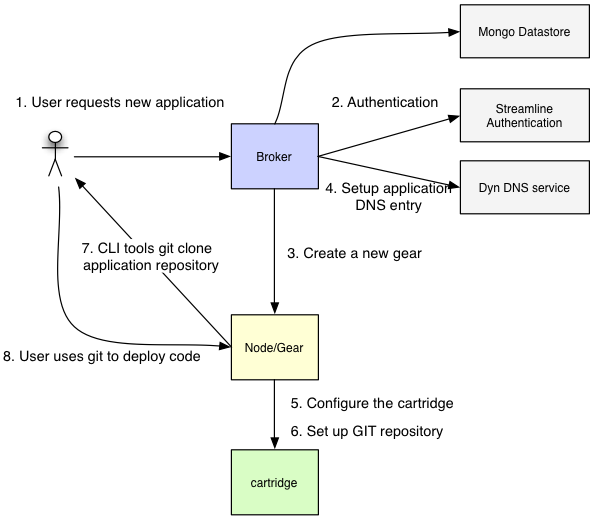 Mongo Datastore
1. User requests new application
2. Authentication
Streamline
Authentication
Broker
4. Setup application
DNS entry
Dyn DNS service
7. CLI tools git clone
application repository
3. Create a new gear
Node/Gear
8. User uses git to deploy code
5. Configure the cartridge
6. Set up GIT repository
cartridge